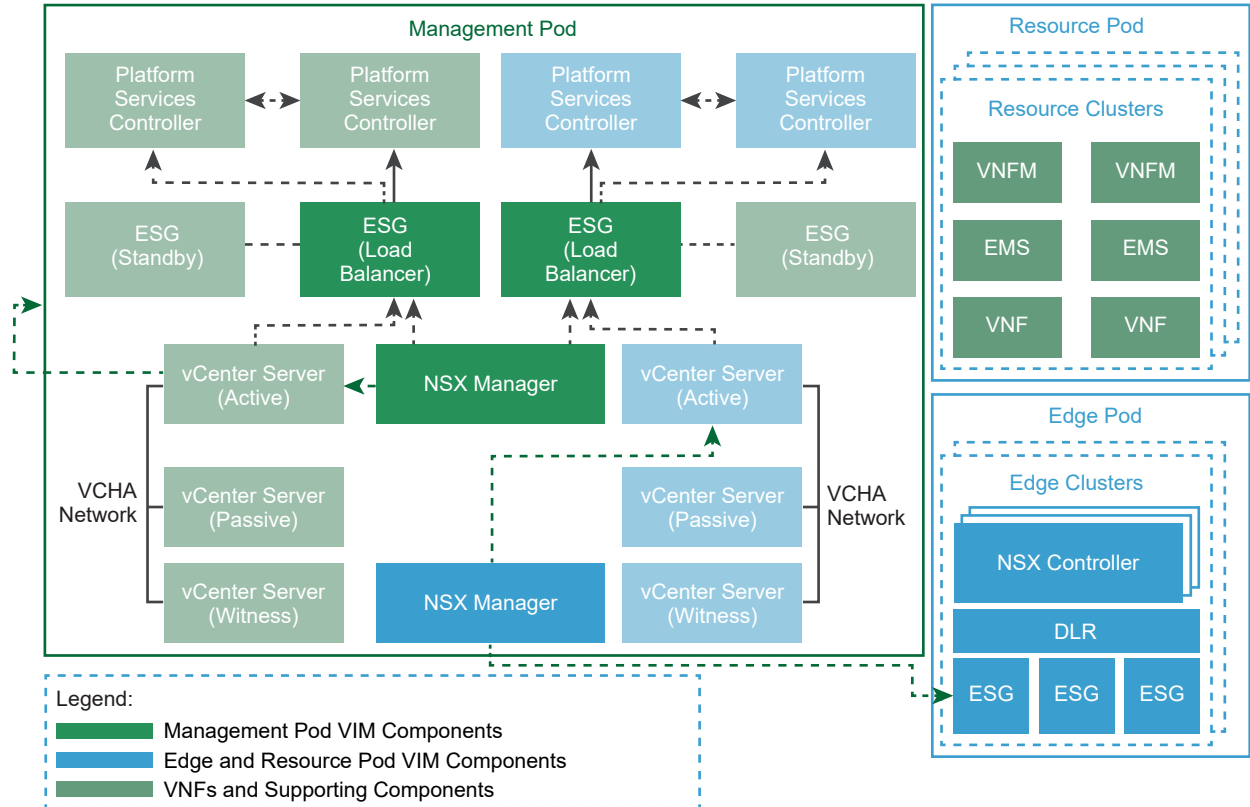 Management Pod
Platform
Services
Controller
Platform
Services
Controller
Platform
Services
Controller
Platform
Services
Controller
ESG
(Standby)
ESG
(Load
Balancer)
ESG
(Load
Balancer)
ESG
(Standby)
vCenter Server
(Active)
NSX Manager
vCenter Server
(Active)
VCHA
Network
vCenter Server
(Passive)
vCenter Server
(Passive)
VCHA
Network
vCenter Server
(Witness)
NSX Manager
vCenter Server
(Witness)
Resource Pod
Resource Clusters
VNFM
VNFM
EMS
EMS
VNF
VNF
Edge Pod
Edge Clusters
NSX Controller
DLR
ESG
ESG
ESG
Legend:
Management Pod VIM Components
Edge and Resource Pod VIM Components
VNFs and Supporting Components